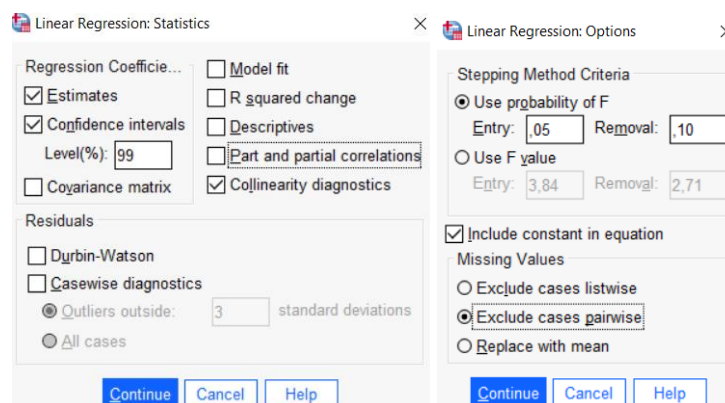 Linear Regression: Statistics
Regression Coefficie...
Estimates
Confidence intervals
Level(%): 99
Covariance matrix
Model fit
R squared change
Descriptives
Part and partial correlations
Collinearity diagnostics
Residuals
Durbin-Watson
Casewise diagnostics
Outliers outside: 3 standard deviations
All cases
Continue Cancel Help
Linear Regression: Options
Stepping Method Criteria
Use probability of F
Entry: ,05 Removal: ,10
Use F value
Entry: 3,84 Removal: 2,71
Include constant in equation
Missing Values
Exclude cases listwise
Exclude cases pairwise
Replace with mean
Continue Cancel Help